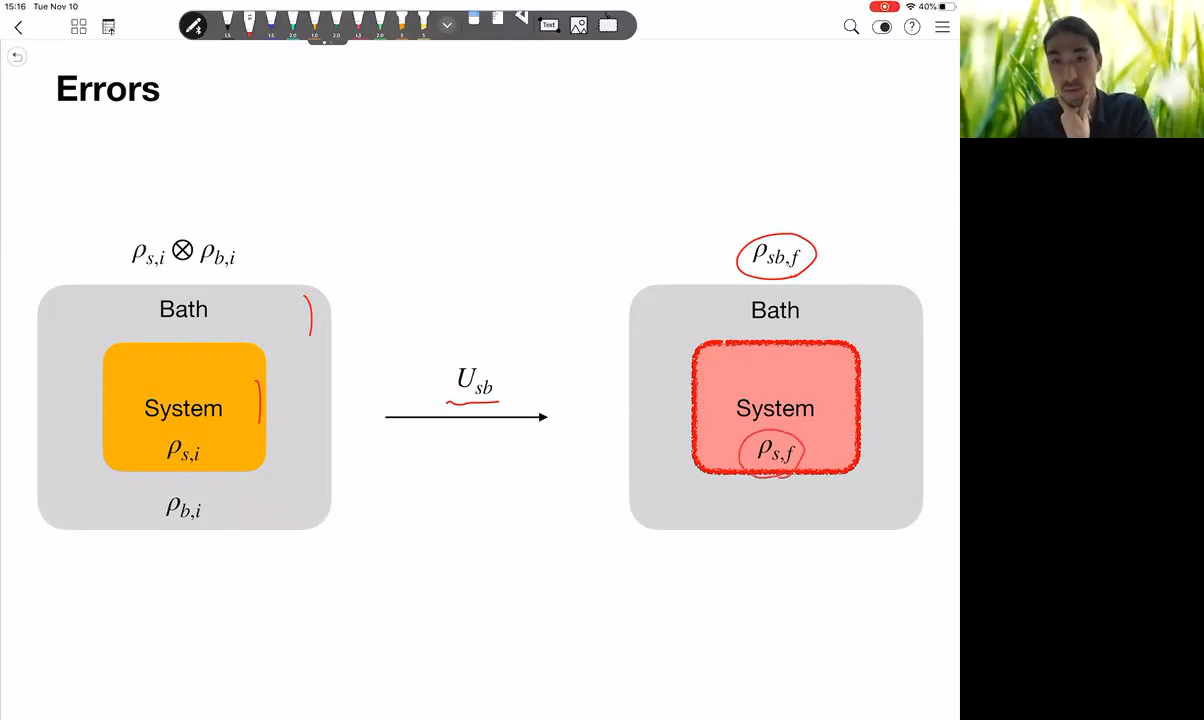 15:16 Tue Nov 10
40%
Text
Errors
ρs,i ⊗ ρb,i
ρsb,f
Bath
Bath
Usb
System
System
ρs,i
ρs,f
ρb,i